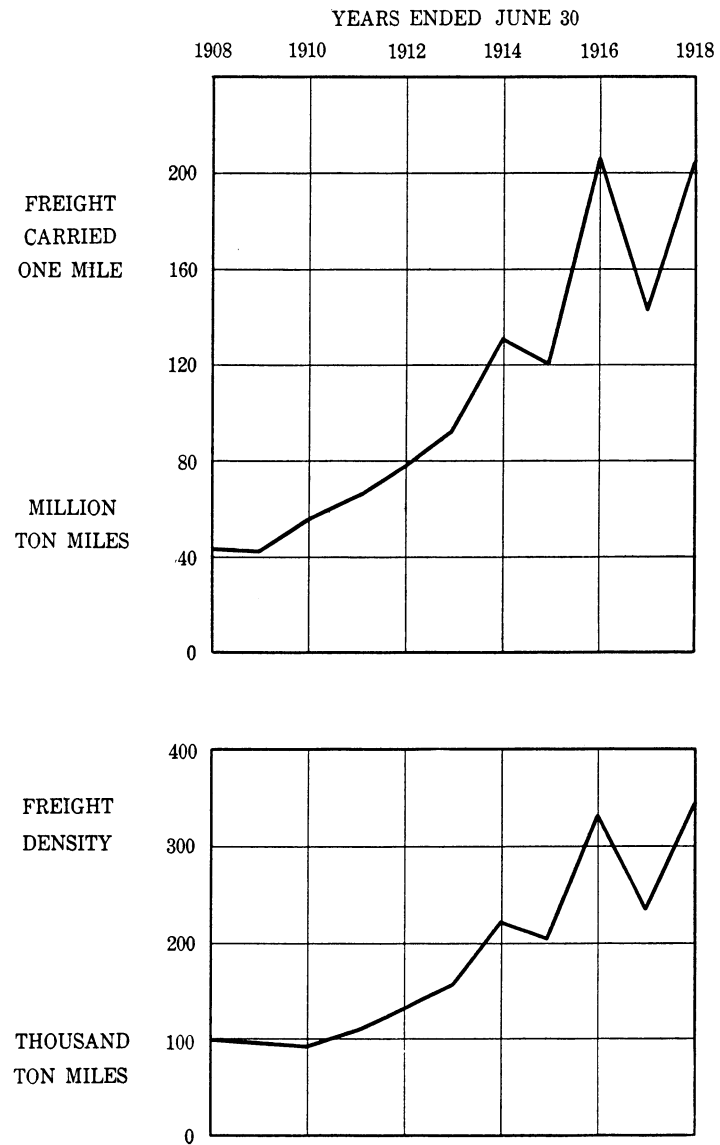 YEARS ENDED JUNE 30
1908 1910 1912 1914 1916 1918
200
FREIGHT
CARRIED
ONE MILE
160
120
80
MILLION
TON MILES
40
0
400
FREIGHT
DENSITY
300
200
100
THOUSAND
TON MILES
0